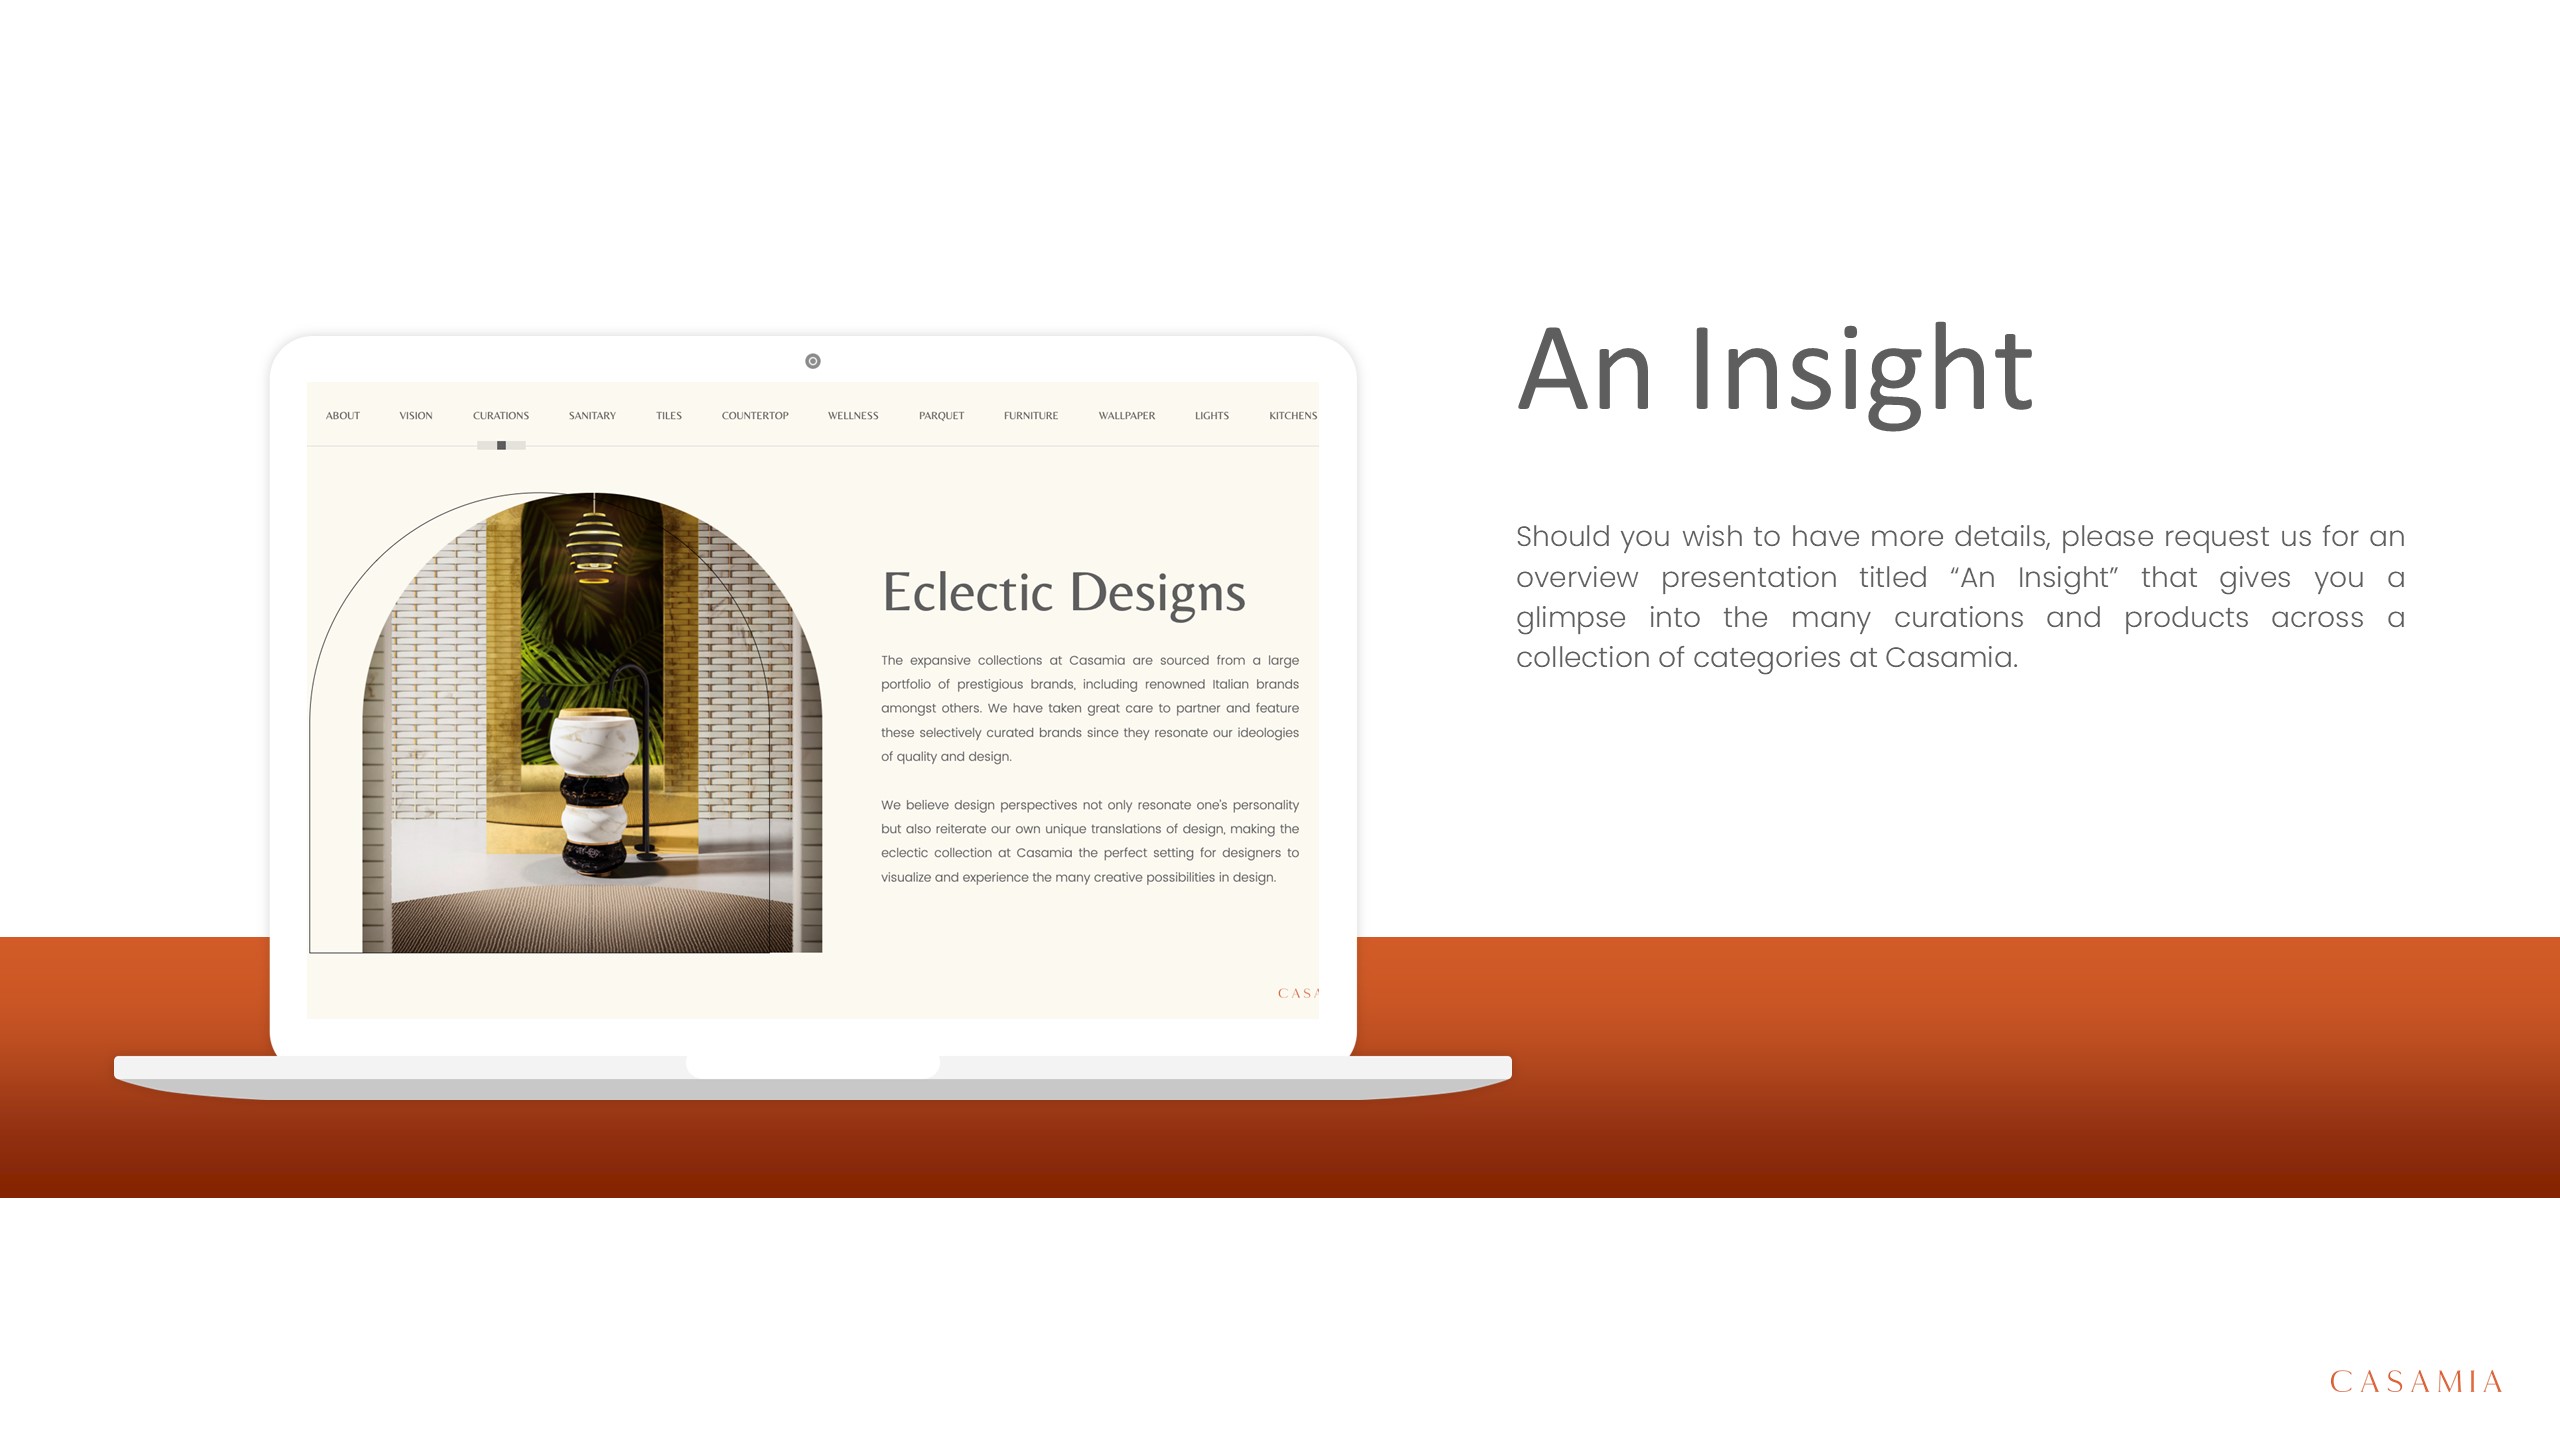 ABOUT VISION CURATIONS SANITARY TILES COUNTERTOP WELLNESS PARQUET FURNITURE WALLPAPER LIGHTS KITCHENS
Eclectic Designs
The expansive collections at Casamia are sourced from a large
portfolio of prestigious brands, including renowned Italian brands
amongst others. We have taken great care to partner and feature
these selectively curated brands since they resonate our ideologies
of quality and design.
We believe design perspectives not only resonate one's personality
but also reiterate our own unique translations of design, making the
eclectic collection at Casamia the perfect setting for designers to
visualize and experience the many creative possibilities in design.
CASA
An Insight
Should you wish to have more details, please request us for an
overview presentation titled “An Insight” that gives you a
glimpse into the many curations and products across a
collection of categories at Casamia.
CASAMIA